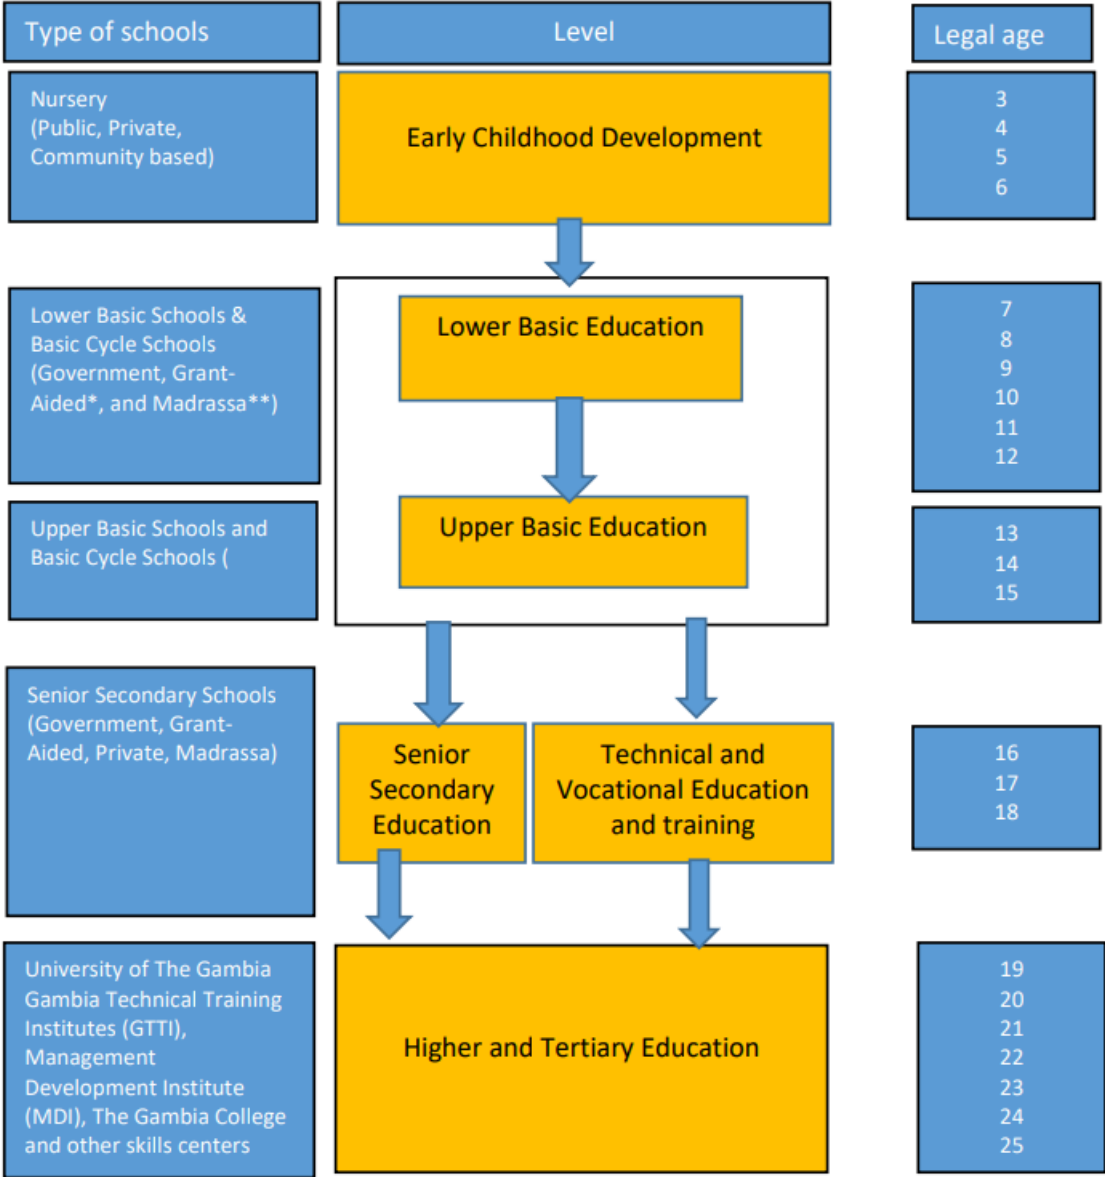 Type of schools
Level
Legal age
Nursery
(Public, Private,
Community based)
Early Childhood Development
3
4
5
6
Lower Basic Schools &
Basic Cycle Schools
(Government, Grant-
Aided*, and Madrassa**)
Lower Basic Education
7
8
9
10
11
12
Upper Basic Schools and
Basic Cycle Schools (
Upper Basic Education
13
14
15
Senior Secondary Schools
(Government, Grant-
Aided, Private, Madrassa)
Senior
Secondary
Education
Technical and
Vocational Education
and training
16
17
18
University of The Gambia
Gambia Technical Training
Institutes (GTTI),
Management
Development Institute
(MDI), The Gambia College
and other skills centers
Higher and Tertiary Education
19
20
21
22
23
24
25